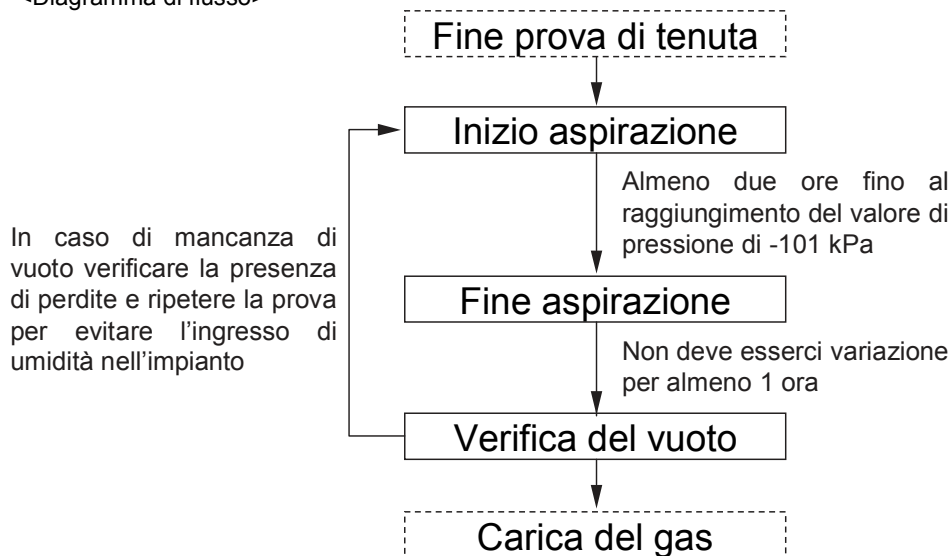 <Diagramma di flusso>
Fine prova di tenuta
Inizio aspirazione
Almeno due ore fino al
raggiungimento del valore di
pressione di -101 kPa
In caso di mancanza di
vuoto verificare la presenza
di perdite e ripetere la prova
per evitare l'ingresso di
umidità nell'impianto
Fine aspirazione
Non deve esserci variazione
per almeno 1 ora
Verifica del vuoto
Carica del gas